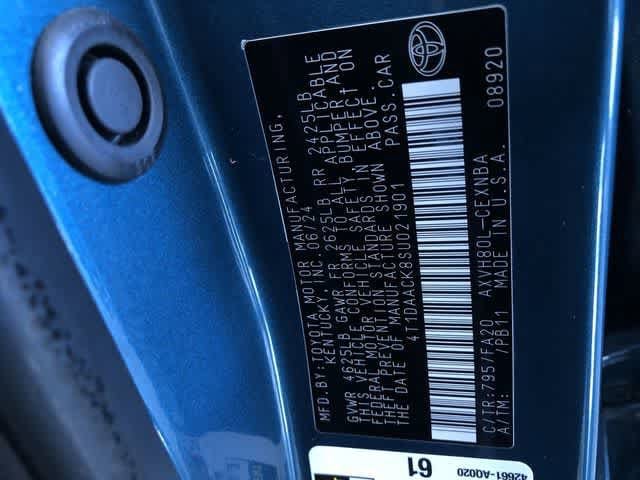 MFD. BY: TOYOTA MOTOR MANUFACTURING,
KENTUCKY, INC. 06/24
GVWR 4625LB GAWR FR 2625LB RR 2425LB
THIS VEHICLE CONFORMS TO ALL APPLICABLE
FEDERAL MOTOR VEHICLE SAFETY, BUMPER AND
THEFT PREVENTION STANDARDS IN EFFECT ON
THE DATE OF MANUFACTURE SHOWN ABOVE.
4T1DAACK8SU021901 PASS. CAR
C/TR: 795/FA20 AXVH80L-CEXNBA
A/TM: /PB11 MADE IN U.S.A. 08920
61
42661-AQ020